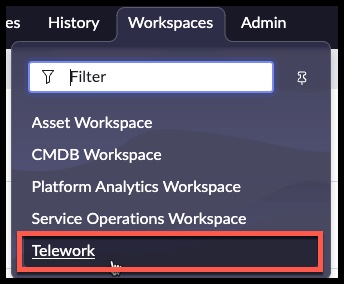 es History Workspaces Admin
Filter
Asset Workspace
CMDB Workspace
Platform Analytics Workspace
Service Operations Workspace
Telework